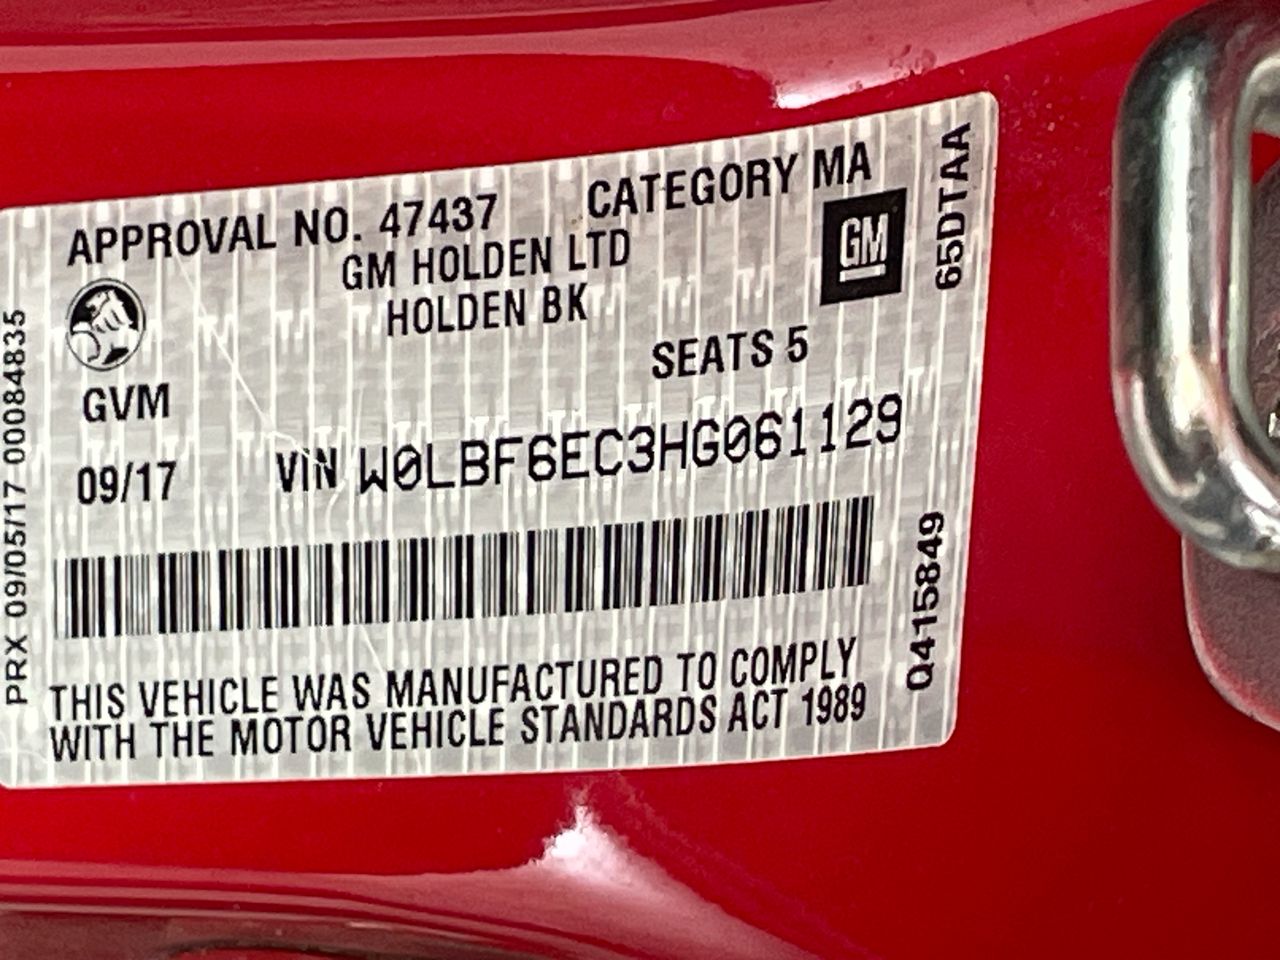 APPROVAL NO. 47437 CATEGORY MA
GM HOLDEN LTD
HOLDEN BK
GM
SEATS 5
GVM
09/17 VIN W0LBF6EC3HG061129
THIS VEHICLE WAS MANUFACTURED TO COMPLY
WITH THE MOTOR VEHICLE STANDARDS ACT 1989
PRX 09/05/17 00084835
65DTAA
Q415849